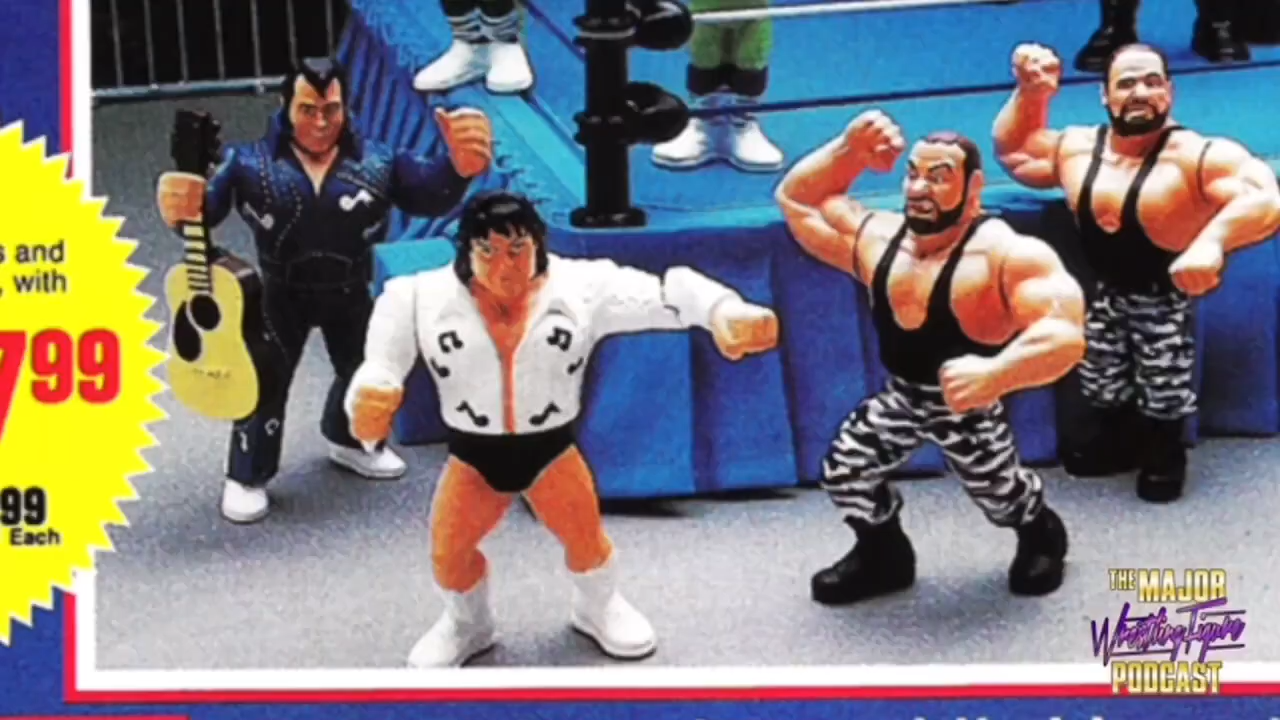 s and
, with
799
99
Each
THE MAJOR
Wrestling Figure
PODCAST